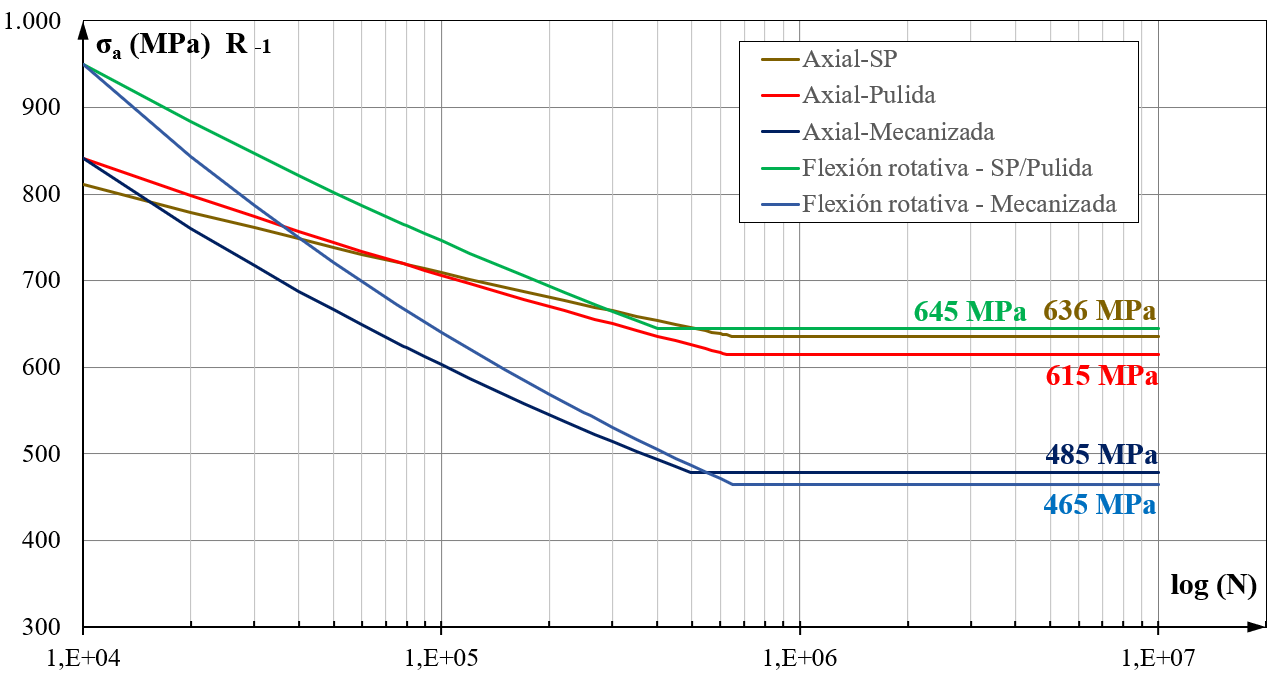 1.000
σa (MPa) R -1
Axial-SP
Axial-Pulida
Axial-Mecanizada
Flexión rotativa - SP/Pulida
Flexión rotativa - Mecanizada
900
800
700
645 MPa 636 MPa
600
615 MPa
500
485 MPa
465 MPa
400
log (N)
300
1,E+04 1,E+05 1,E+06 1,E+07